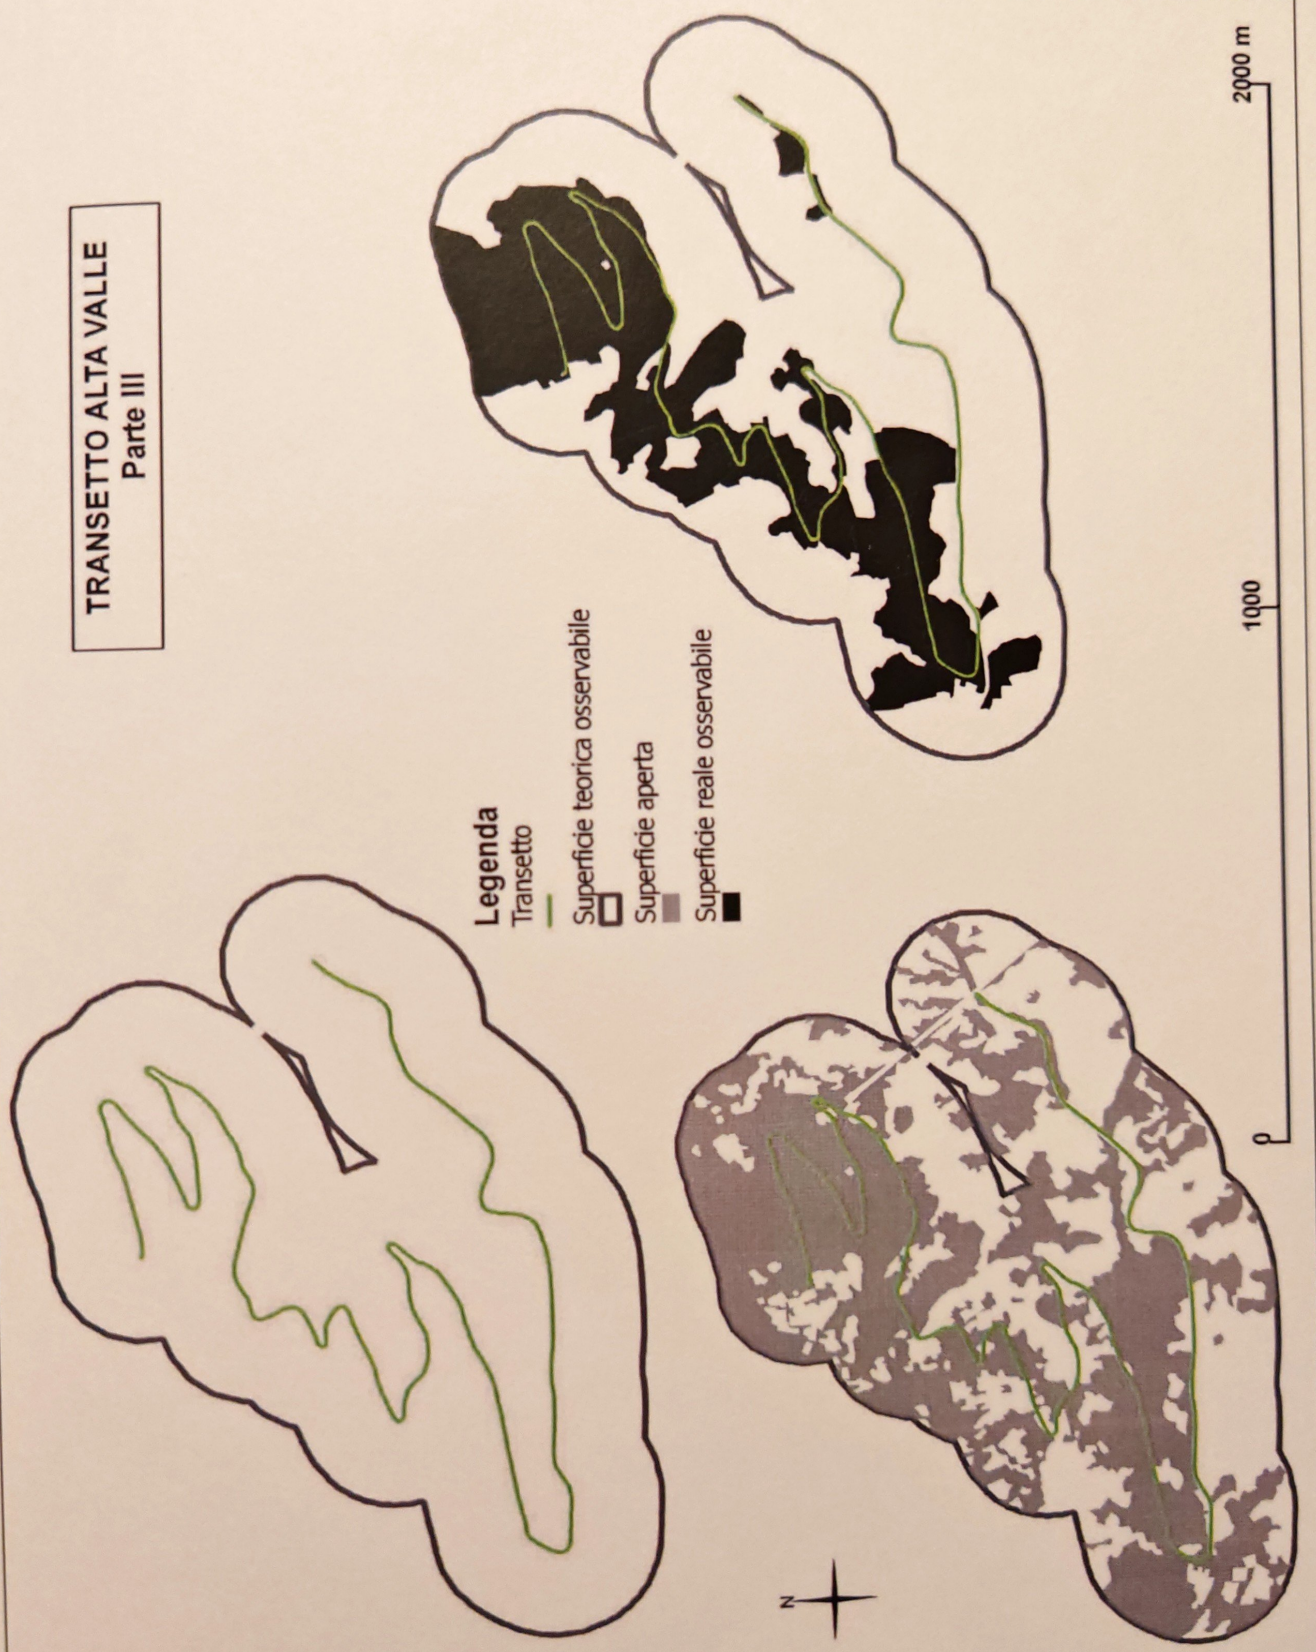 TRANSETTO ALTA VALLE
Parte III
Legenda
Transetto
Superficie teorica osservabile
Superficie aperta
Superficie reale osservabile
N
0
1000
2000 m